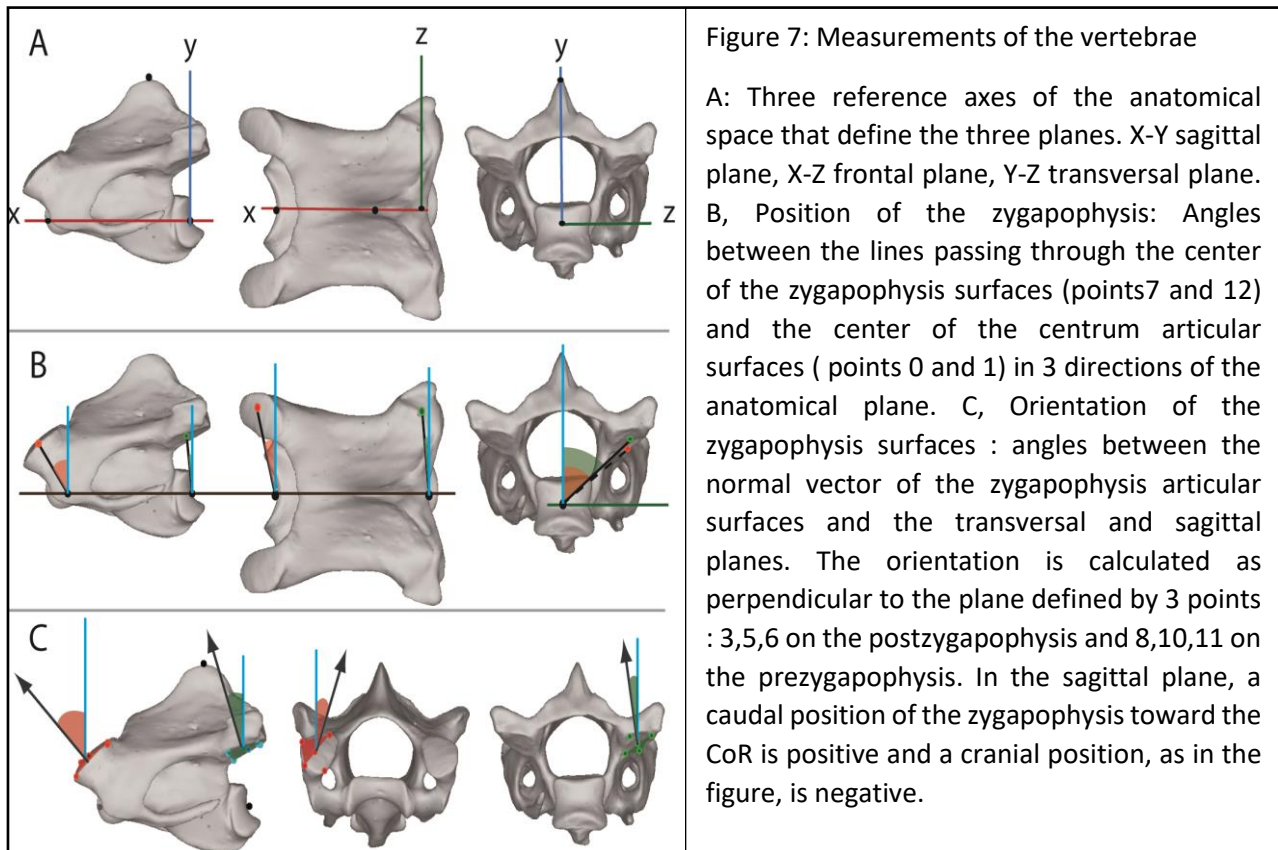 A
y
z
y
x
x
z
B
C
Figure 7: Measurements of the vertebrae
A: Three reference axes of the anatomical
space that define the three planes. X-Y sagittal
plane, X-Z frontal plane, Y-Z transversal plane.
B, Position of the zygapophysis: Angles
between the lines passing through the center
of the zygapophysis surfaces (points7 and 12)
and the center of the centrum articular
surfaces ( points 0 and 1) in 3 directions of the
anatomical plane. C, Orientation of the
zygapophysis surfaces : angles between the
normal vector of the zygapophysis articular
surfaces and the transversal and sagittal
planes. The orientation is calculated as
perpendicular to the plane defined by 3 points
: 3,5,6 on the postzygapophysis and 8,10,11 on
the prezygapophysis. In the sagittal plane, a
caudal position of the zygapophysis toward the
CoR is positive and a cranial position, as in the
figure, is negative.